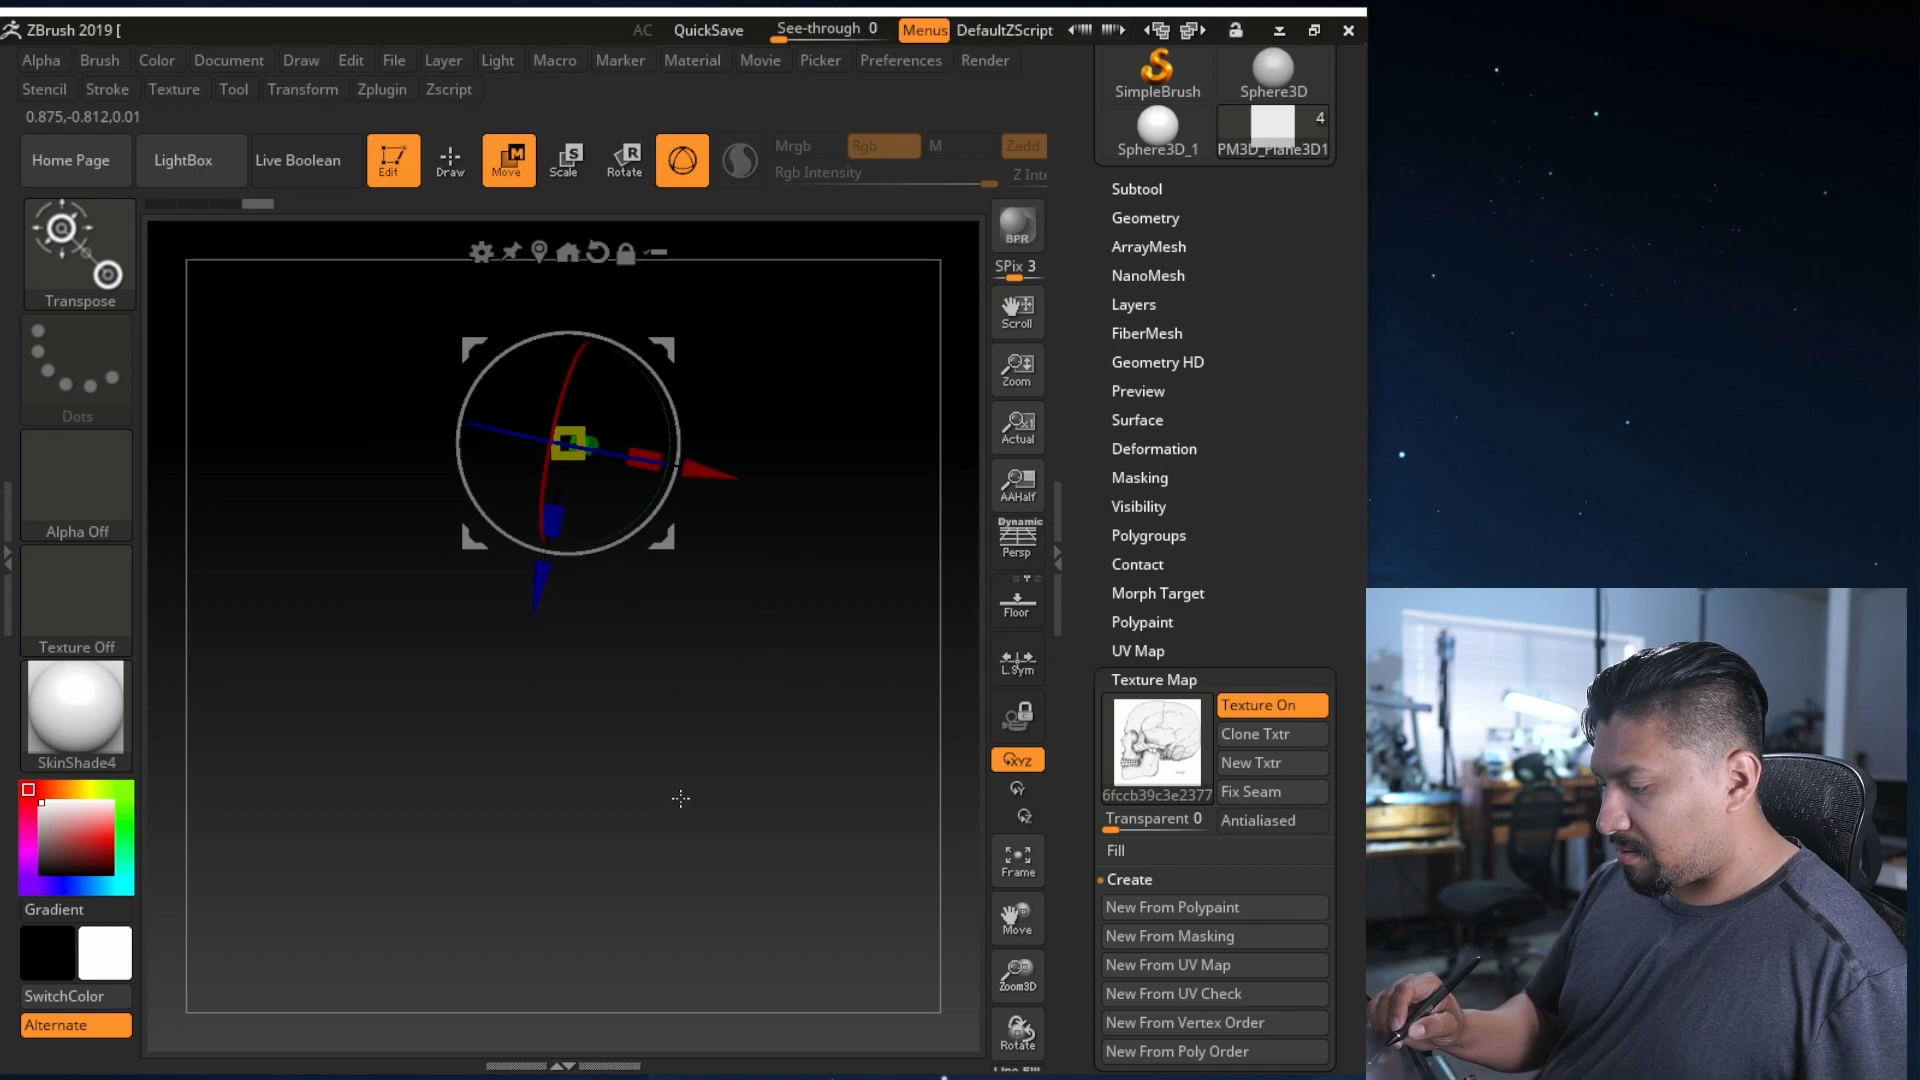 ZBrush 2019 [
AC QuickSave See-through 0 Menus DefaultZScript
Alpha Brush Color Document Draw Edit File Layer Light Macro Marker Material Movie Picker Preferences Render
Stencil Stroke Texture Tool Transform Zplugin Zscript
0.875,-0.812,0.01
Home Page LightBox Live Boolean Edit Draw Move Scale Rotate
Mrgb Rgb M Zadd
Rgb Intensity Z Inte
Transpose
Dots
Alpha Off
Texture Off
SkinShade4
Gradient
SwitchColor
Alternate
BPR
SPix 3
Scroll
Zoom
Actual
AAHalf
Dynamic
Persp
Floor
L.Sym
XYZ
Frame
Move
Zoom3D
Rotate
SimpleBrush Sphere3D
Sphere3D_1 4 PM3D_Plane3D1
Subtool
Geometry
ArrayMesh
NanoMesh
Layers
FiberMesh
Geometry HD
Preview
Surface
Deformation
Masking
Visibility
Polygroups
Contact
Morph Target
Polypaint
UV Map
Texture Map
Texture On
Clone Txtr
New Txtr
Fix Seam
6fccb39c3e2377
Transparent 0 Antialiased
Fill
Create
New From Polypaint
New From Masking
New From UV Map
New From UV Check
New From Vertex Order
New From Poly Order